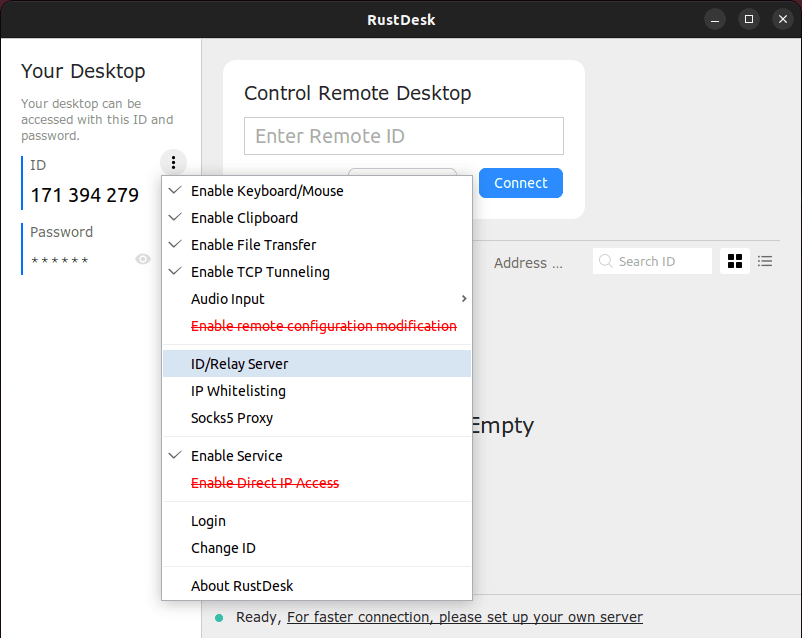 RustDesk
Your Desktop
Your desktop can be
accessed with this ID and
password.
ID
171 394 279
Password
******
Control Remote Desktop
Enter Remote ID
Connect
Enable Keyboard/Mouse
Enable Clipboard
Enable File Transfer
Enable TCP Tunneling
Audio Input
Enable remote configuration modification
ID/Relay Server
IP Whitelisting
Socks5 Proxy
Enable Service
Enable Direct IP Access
Login
Change ID
About RustDesk
Address ...
Search ID
Empty
Ready, For faster connection, please set up your own server